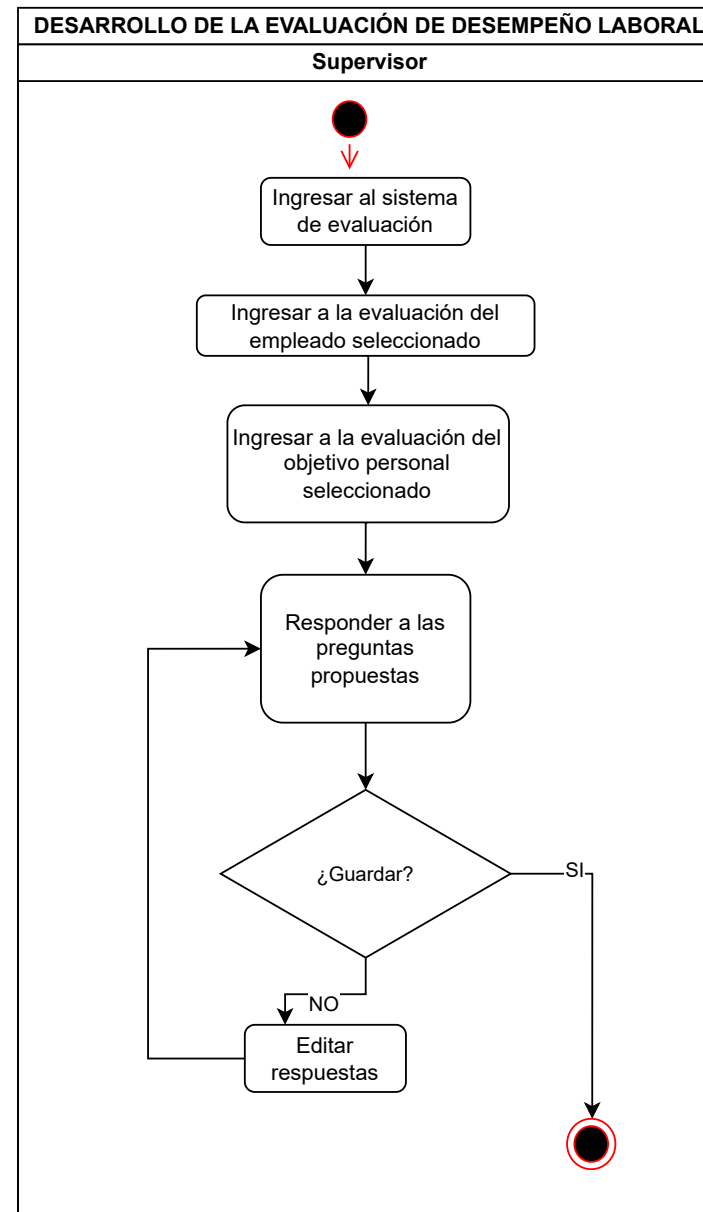 DESARROLLO DE LA EVALUACIÓN DE DESEMPEÑO LABORAL
Supervisor
Ingresar al sistema
de evaluación
Ingresar a la evaluación del
empleado seleccionado
Ingresar a la evaluación del
objetivo personal
seleccionado
Responder a las
preguntas
propuestas
¿Guardar?
SI
NO
Editar
respuestas